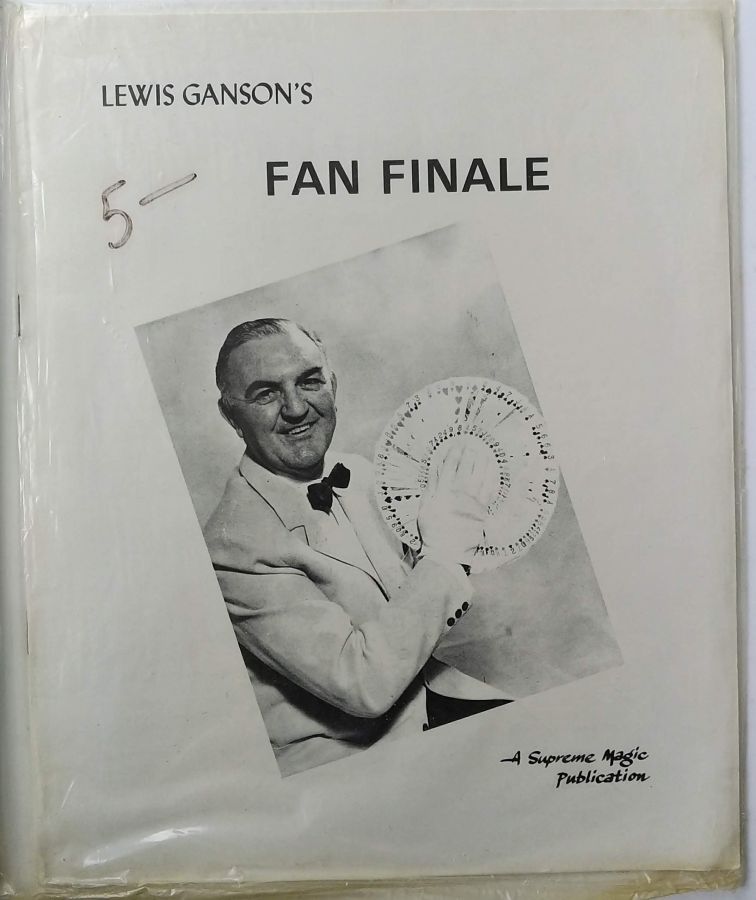 LEWIS GANSON'S
FAN FINALE
5 —
A Supreme Magic
Publication